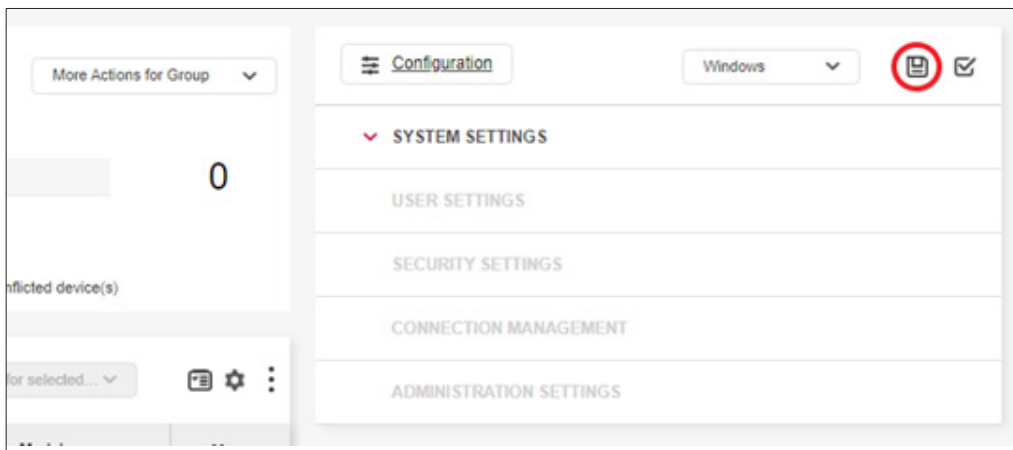 More Actions for Group
0
nflicted device(s)
for selected...
Configuration
Windows
SYSTEM SETTINGS
USER SETTINGS
SECURITY SETTINGS
CONNECTION MANAGEMENT
ADMINISTRATION SETTINGS